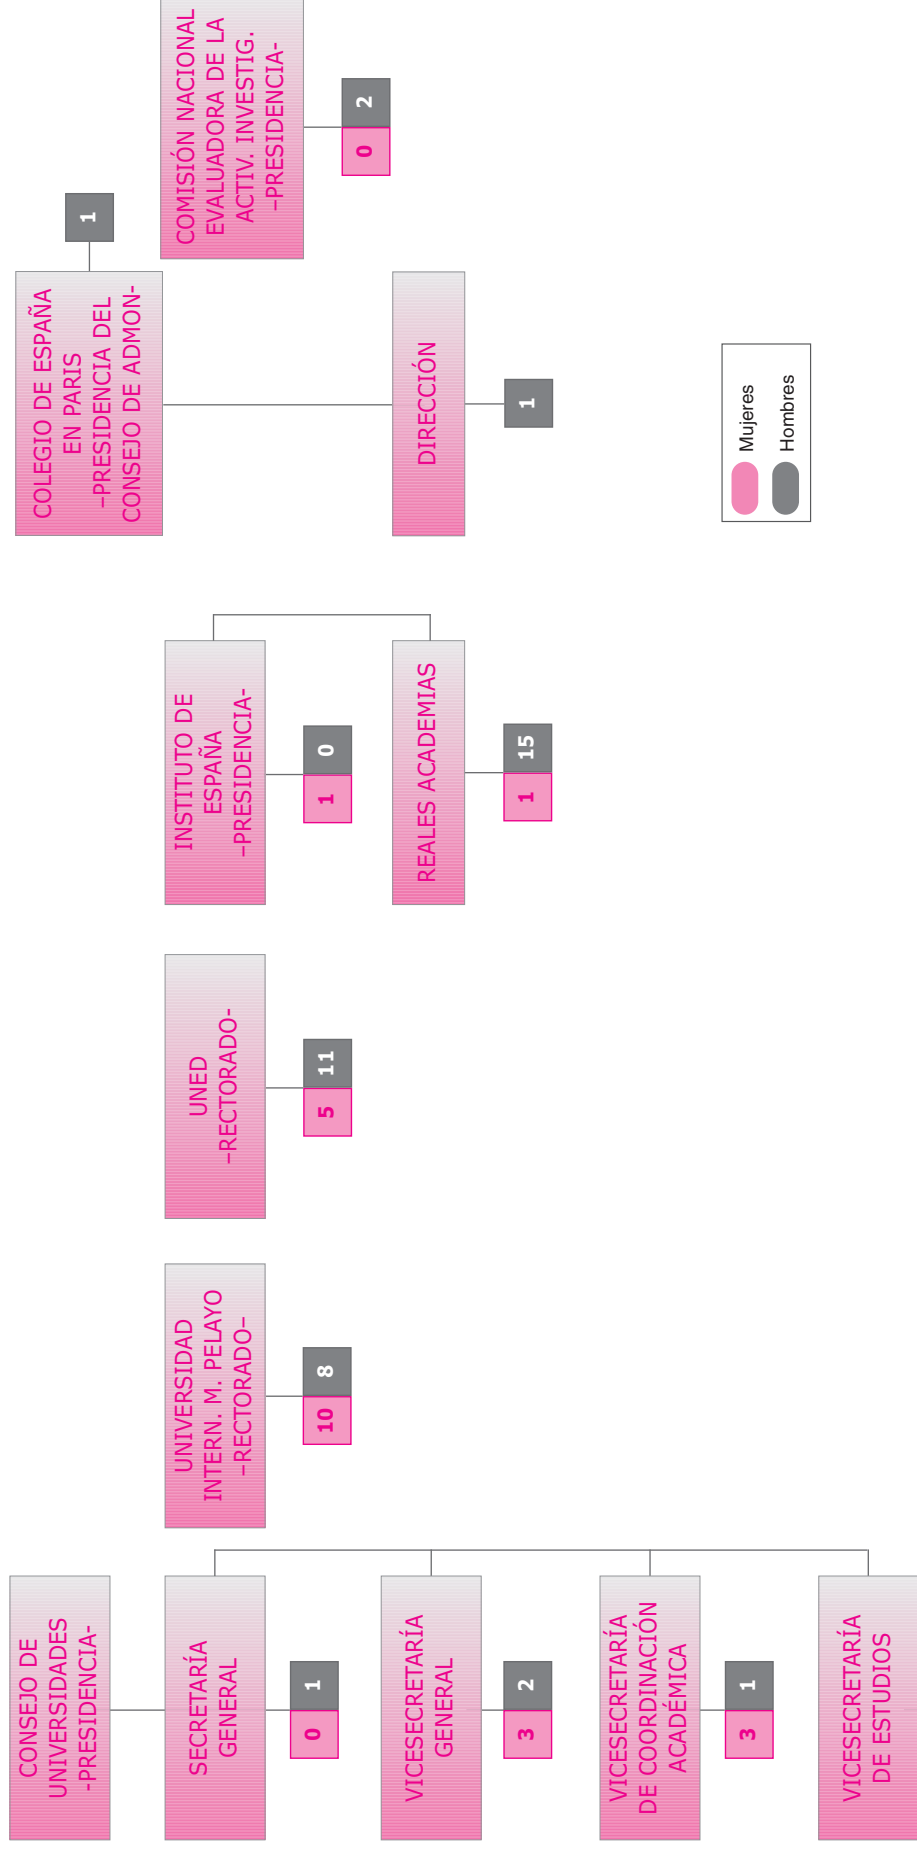 CONSEJO DE
UNIVERSIDADES
-PRESIDENCIA-
SECRETARÍA
GENERAL
0 1
VICESECRETARÍA
GENERAL
3 2
VICESECRETARÍA
DE COORDINACIÓN
ACADÉMICA
3 1
VICESECRETARÍA
DE ESTUDIOS
UNIVERSIDAD
INTERN. M. PELAYO
–RECTORADO–
10 8
UNED
–RECTORADO-
5 11
INSTITUTO DE
ESPAÑA
–PRESIDENCIA-
1 0
REALES ACADEMIAS
1 15
COLEGIO DE ESPAÑA
EN PARIS
–PRESIDENCIA DEL
CONSEJO DE ADMON-
1
DIRECCIÓN
1
COMISIÓN NACIONAL
EVALUADORA DE LA
ACTIV. INVESTIG.
–PRESIDENCIA-
0 2
Mujeres
Hombres